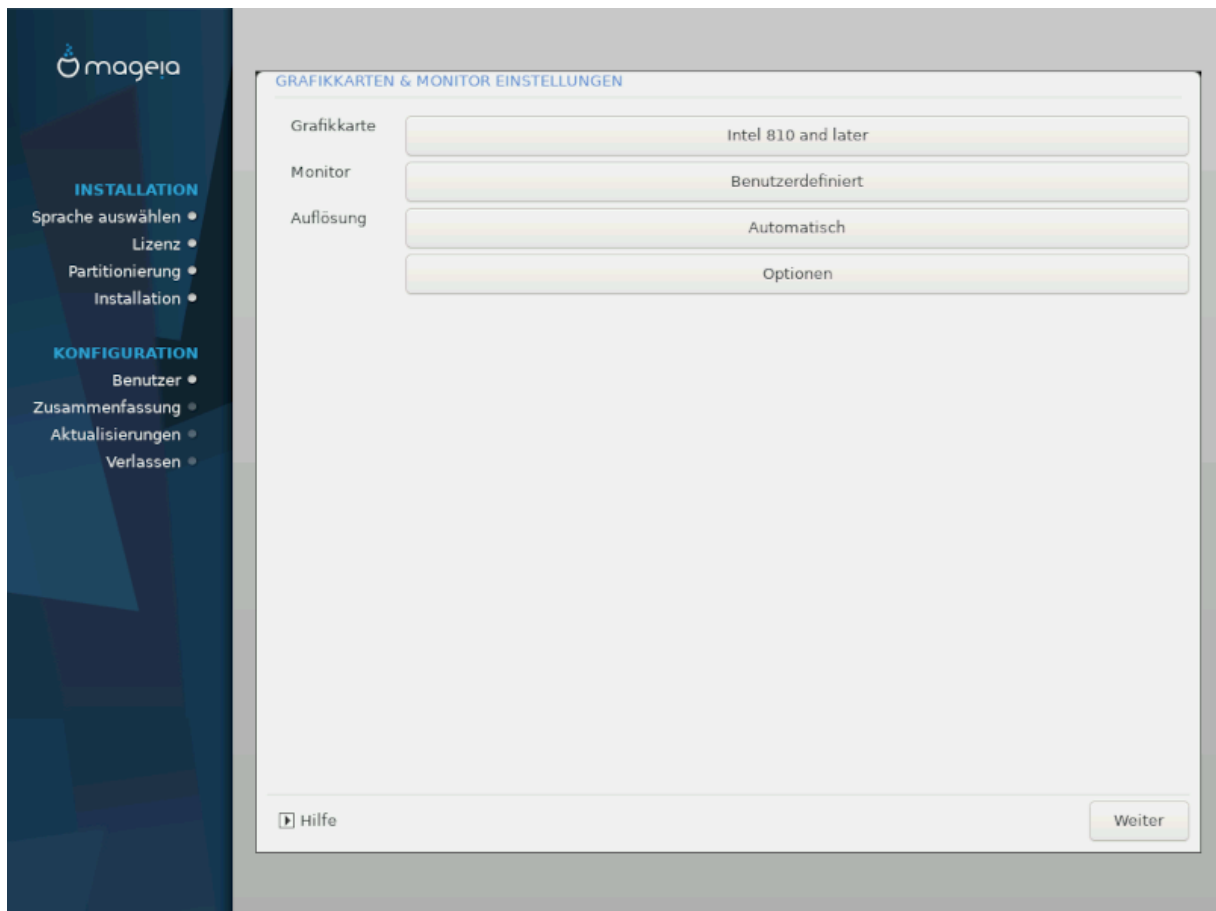 mageia
INSTALLATION
Sprache auswählen
Lizenz
Partitionierung
Installation
KONFIGURATION
Benutzer
Zusammenfassung
Aktualisierungen
Verlassen
GRAFIKKARTEN & MONITOR EINSTELLUNGEN
Grafikkarte
Intel 810 and later
Monitor
Benutzerdefiniert
Auflösung
Automatisch
Optionen
Hilfe
Weiter